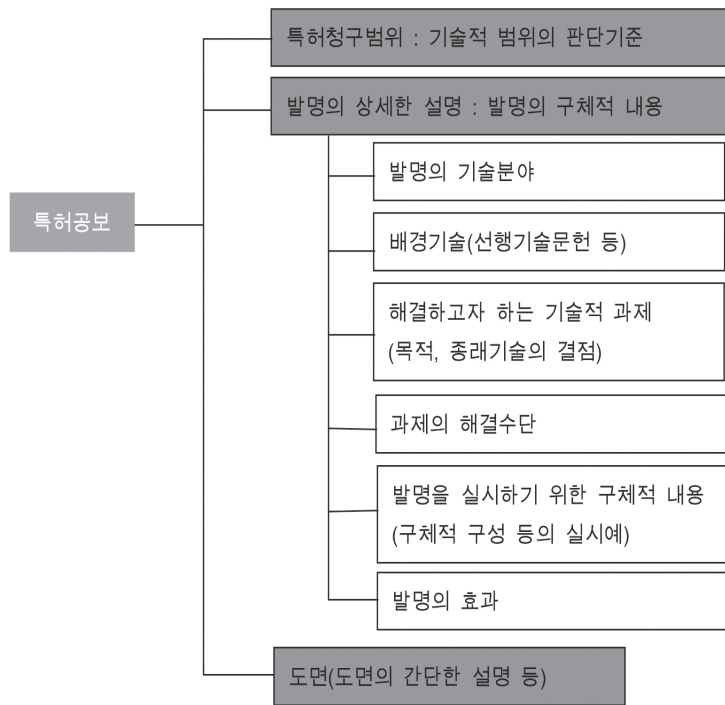 특허청구범위 : 기술적 범위의 판단기준
발명의 상세한 설명 : 발명의 구체적 내용
발명의 기술분야
특허공보
배경기술(선행기술문헌 등)
해결하고자 하는 기술적 과제
(목적, 종래기술의 결점)
과제의 해결수단
발명을 실시하기 위한 구체적 내용
(구체적 구성 등의 실시예)
발명의 효과
도면(도면의 간단한 설명 등)